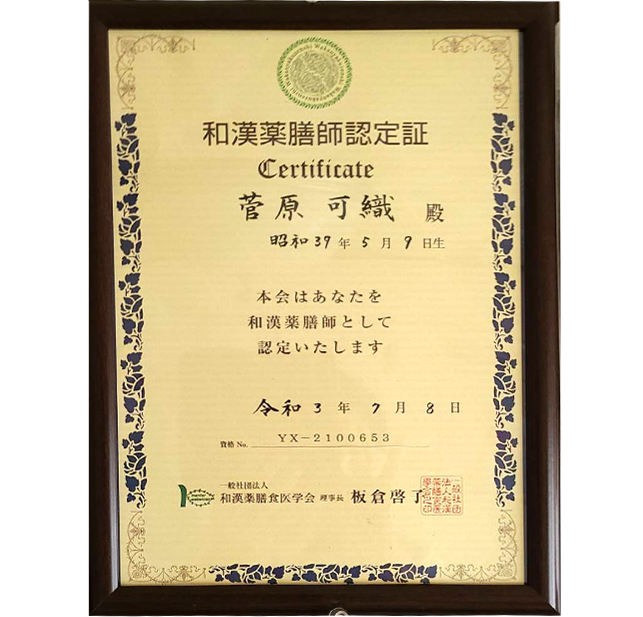 和漢薬膳師認定証
Certificate
菅原 可織 殿
昭和39年5月9日生
本会はあなたを
和漢薬膳師として
認定いたします
令和3年7月8日
資格 No. YX-2100653
一般社団法人
和漢薬膳食医学会 理事長 板倉啓子